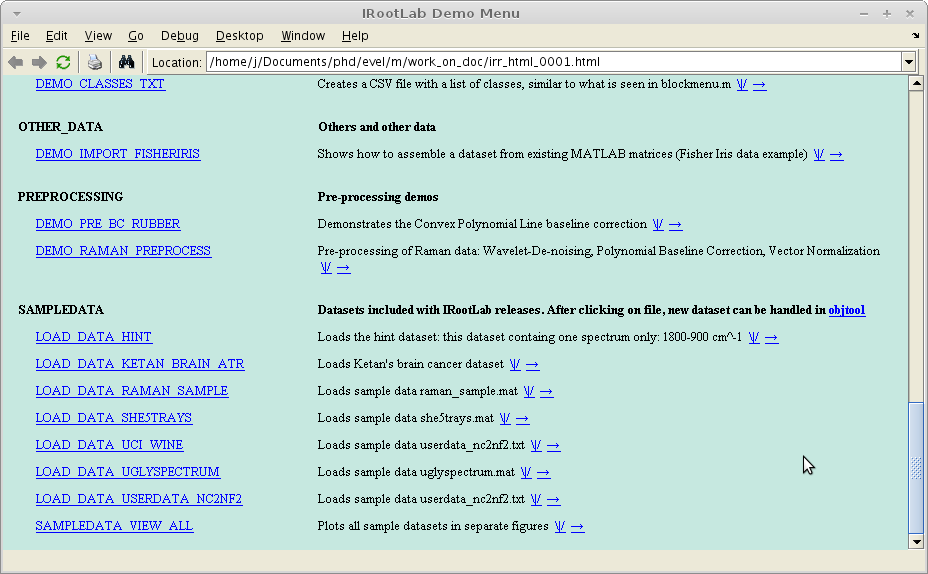 IRootLab Demo Menu
File Edit View Go Debug Desktop Window Help
Location: /home/j/Documents/phd/evel/m/work_on_doc/irr_html_0001.html
DEMO_CLASSES_TXT Creates a CSV file with a list of classes, similar to what is seen in blockmenu.m \|/ →
OTHER_DATA Others and other data
DEMO_IMPORT_FISHERIRIS Shows how to assemble a dataset from existing MATLAB matrices (Fisher Iris data example) \|/ →
PREPROCESSING Pre-processing demos
DEMO_PRE_BC_RUBBER Demonstrates the Convex Polynomial Line baseline correction \|/ →
DEMO_RAMAN_PREPROCESS Pre-processing of Raman data: Wavelet-De-noising, Polynomial Baseline Correction, Vector Normalization
\|/ →
SAMPLEDATA Datasets included with IRootLab releases. After clicking on file, new dataset can be handled in objtool
LOAD_DATA_HINT Loads the hint dataset: this dataset containg one spectrum only: 1800-900 cm^-1 \|/ →
LOAD_DATA_KETAN_BRAIN_ATR Loads Ketan's brain cancer dataset \|/ →
LOAD_DATA_RAMAN_SAMPLE Loads sample data raman_sample.mat \|/ →
LOAD_DATA_SHE5TRAYS Loads sample data she5trays.mat \|/ →
LOAD_DATA_UCI_WINE Loads sample data userdata_nc2nf2.txt \|/ →
LOAD_DATA_UGLYSPECTRUM Loads sample data uglyspectrum.mat \|/ →
LOAD_DATA_USERDATA_NC2NF2 Loads sample data userdata_nc2nf2.txt \|/ →
SAMPLEDATA_VIEW_ALL Plots all sample datasets in separate figures \|/ →